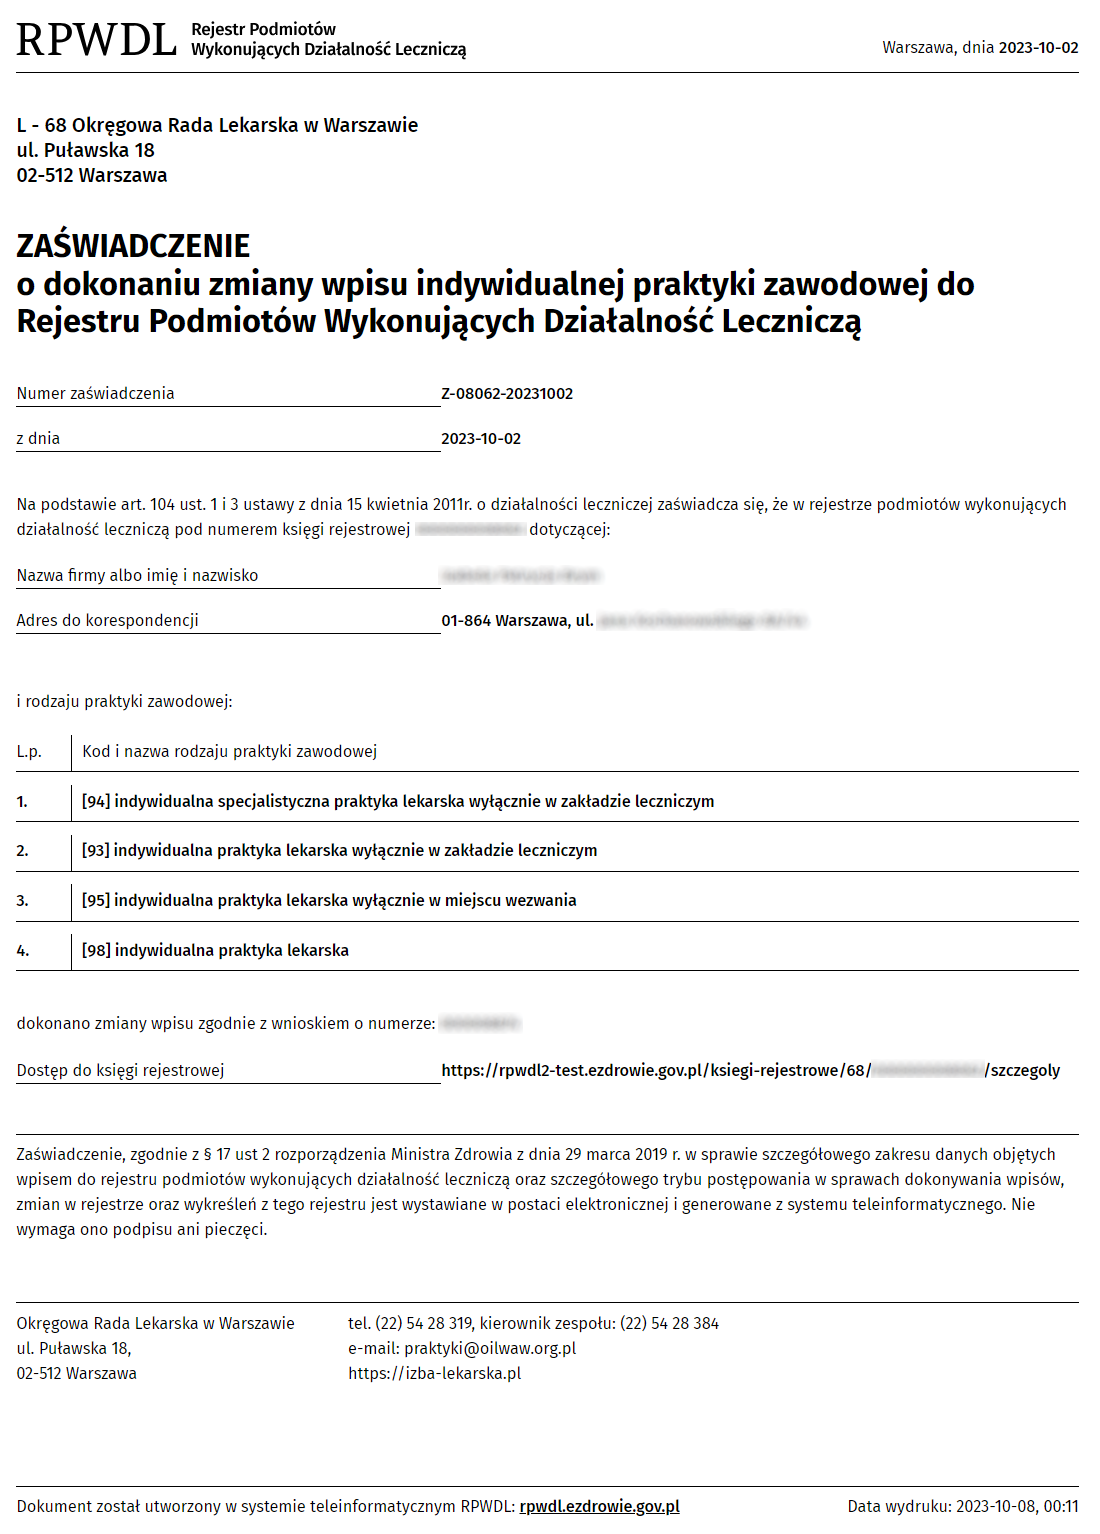 RPWDL Rejestr Podmiotów
Wykonujących Działalność Leczniczą
Warszawa, dnia 2023-10-02
L - 68 Okręgowa Rada Lekarska w Warszawie
ul. Puławska 18
02-512 Warszawa
ZAŚWIADCZENIE
o dokonaniu zmiany wpisu indywidualnej praktyki zawodowej do
Rejestru Podmiotów Wykonujących Działalność Leczniczą
Numer zaświadczenia Z-08062-20231002
z dnia 2023-10-02
Na podstawie art. 104 ust. 1 i 3 ustawy z dnia 15 kwietnia 2011r. o działalności leczniczej zaświadcza się, że w rejestrze podmiotów wykonujących
działalność leczniczą pod numerem księgi rejestrowej dotyczącej:
Nazwa firmy albo imię i nazwisko
Adres do korespondencji 01-864 Warszawa, ul.
i rodzaju praktyki zawodowej:
L.p. Kod i nazwa rodzaju praktyki zawodowej
1. [94] indywidualna specjalistyczna praktyka lekarska wyłącznie w zakładzie leczniczym
2. [93] indywidualna praktyka lekarska wyłącznie w zakładzie leczniczym
3. [95] indywidualna praktyka lekarska wyłącznie w miejscu wezwania
4. [98] indywidualna praktyka lekarska
dokonano zmiany wpisu zgodnie z wnioskiem o numerze:
Dostęp do księgi rejestrowej https://rpwdl2-test.ezdrowie.gov.pl/ksiegi-rejestrowe/68/ /szczegoly
Zaświadczenie, zgodnie z § 17 ust 2 rozporządzenia Ministra Zdrowia z dnia 29 marca 2019 r. w sprawie szczegółowego zakresu danych objętych
wpisem do rejestru podmiotów wykonujących działalność leczniczą oraz szczegółowego trybu postępowania w sprawach dokonywania wpisów,
zmian w rejestrze oraz wykreśleń z tego rejestru jest wystawiane w postaci elektronicznej i generowane z systemu teleinformatycznego. Nie
wymaga ono podpisu ani pieczęci.
Okręgowa Rada Lekarska w Warszawie
ul. Puławska 18,
02-512 Warszawa
tel. (22) 54 28 319, kierownik zespołu: (22) 54 28 384
e-mail: praktyki@oilwaw.org.pl
https://izba-lekarska.pl
Dokument został utworzony w systemie teleinformatycznym RPWDL: rpwdl.ezdrowie.gov.pl
Data wydruku: 2023-10-08, 00:11